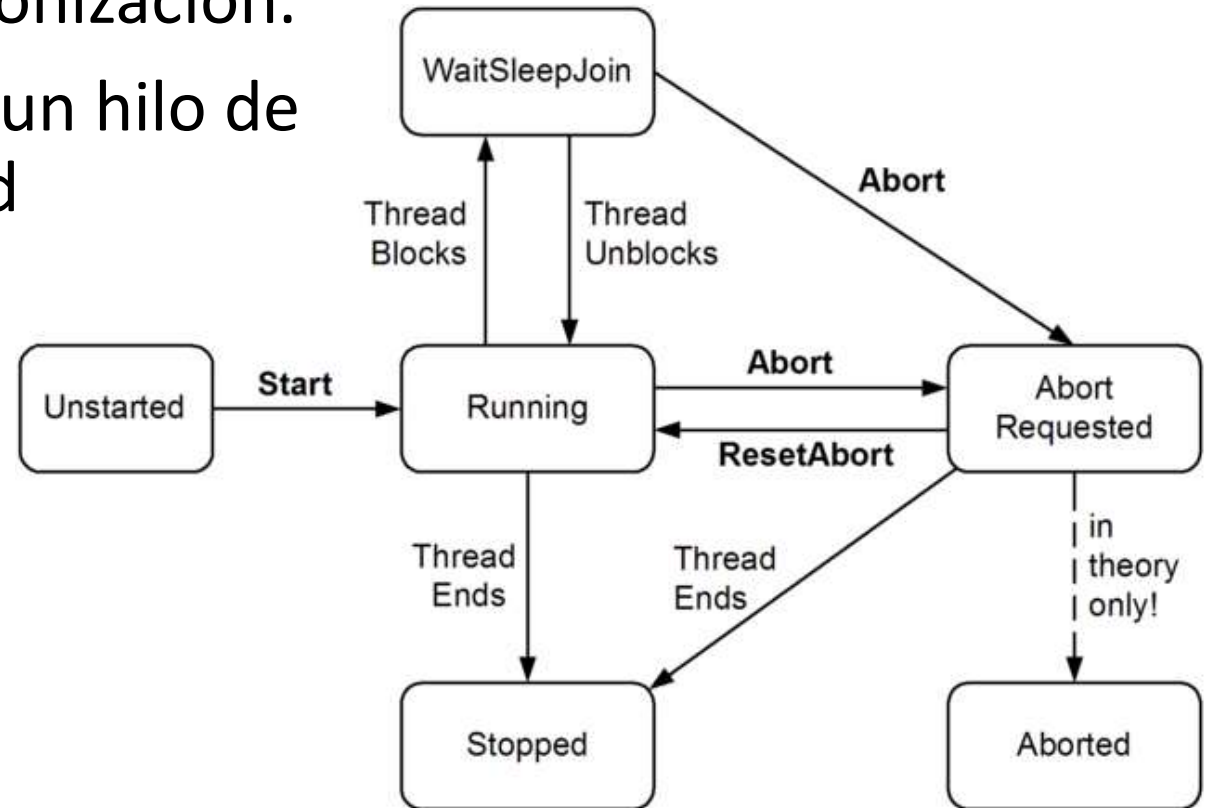 un hilo de
WaitSleepJoin
Abort
Thread
Blocks
Thread
Unblocks
Unstarted
Start
Running
Abort
ResetAbort
Abort
Requested
Thread
Ends
Thread
Ends
in
theory
only!
Stopped
Aborted